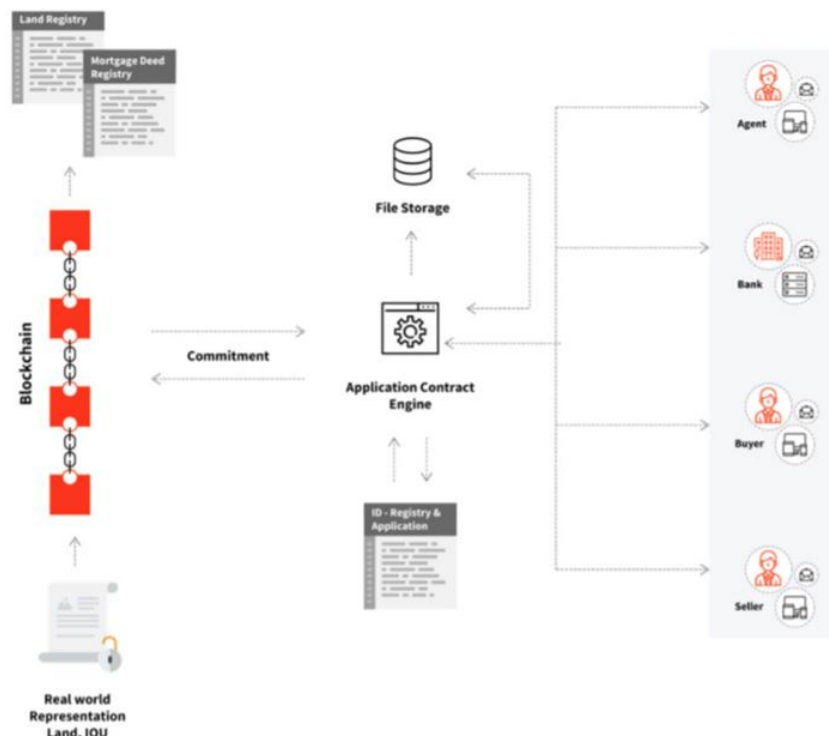 Land Registry
Mortgage Deed
Registry
Blockchain
Commitment
File Storage
Application Contract
Engine
ID - Registry &
Application
Agent
Bank
Buyer
Seller
Real world
Representation
Land, IOU